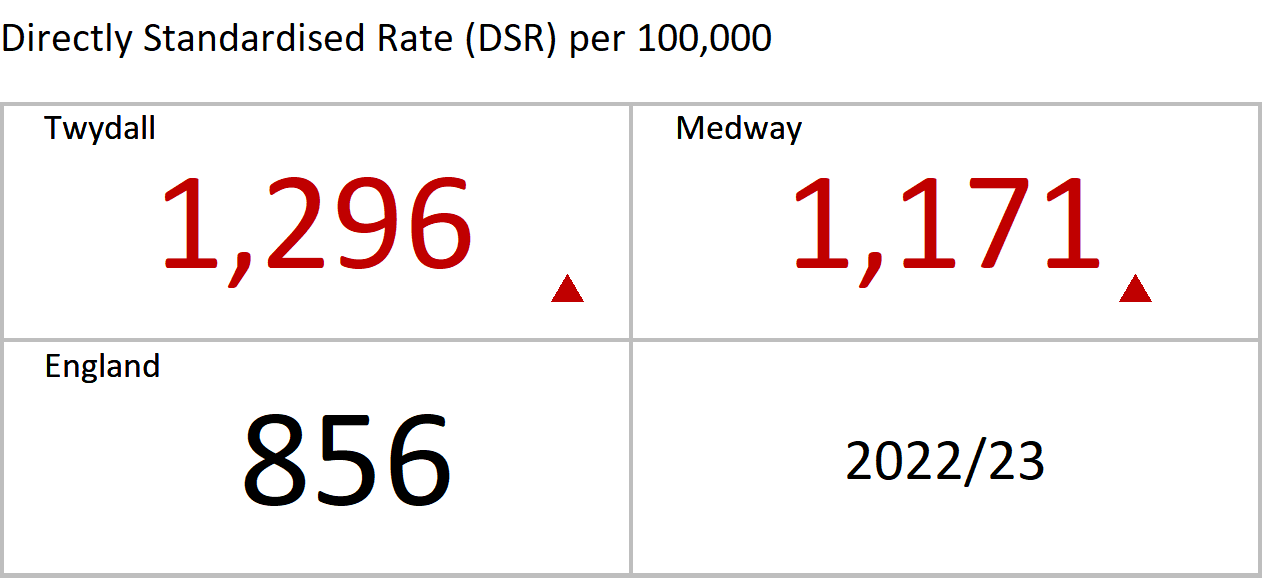 Directly Standardised Rate (DSR) per 100,000
Twydall
1,296
Medway
1,171
England
856
2022/23